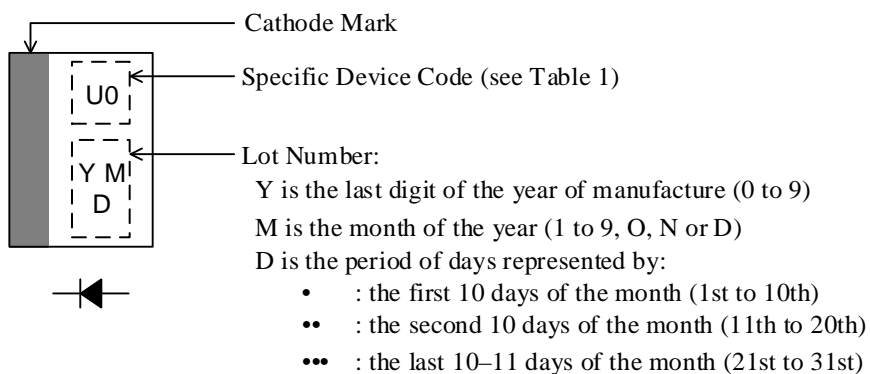 Cathode Mark
Specific Device Code (see Table 1)
U0
Lot Number:
Y M
D
Y is the last digit of the year of manufacture (0 to 9)
M is the month of the year (1 to 9, O, N or D)
D is the period of days represented by:
• : the first 10 days of the month (1st to 10th)
•• : the second 10 days of the month (11th to 20th)
••• : the last 10–11 days of the month (21st to 31st)